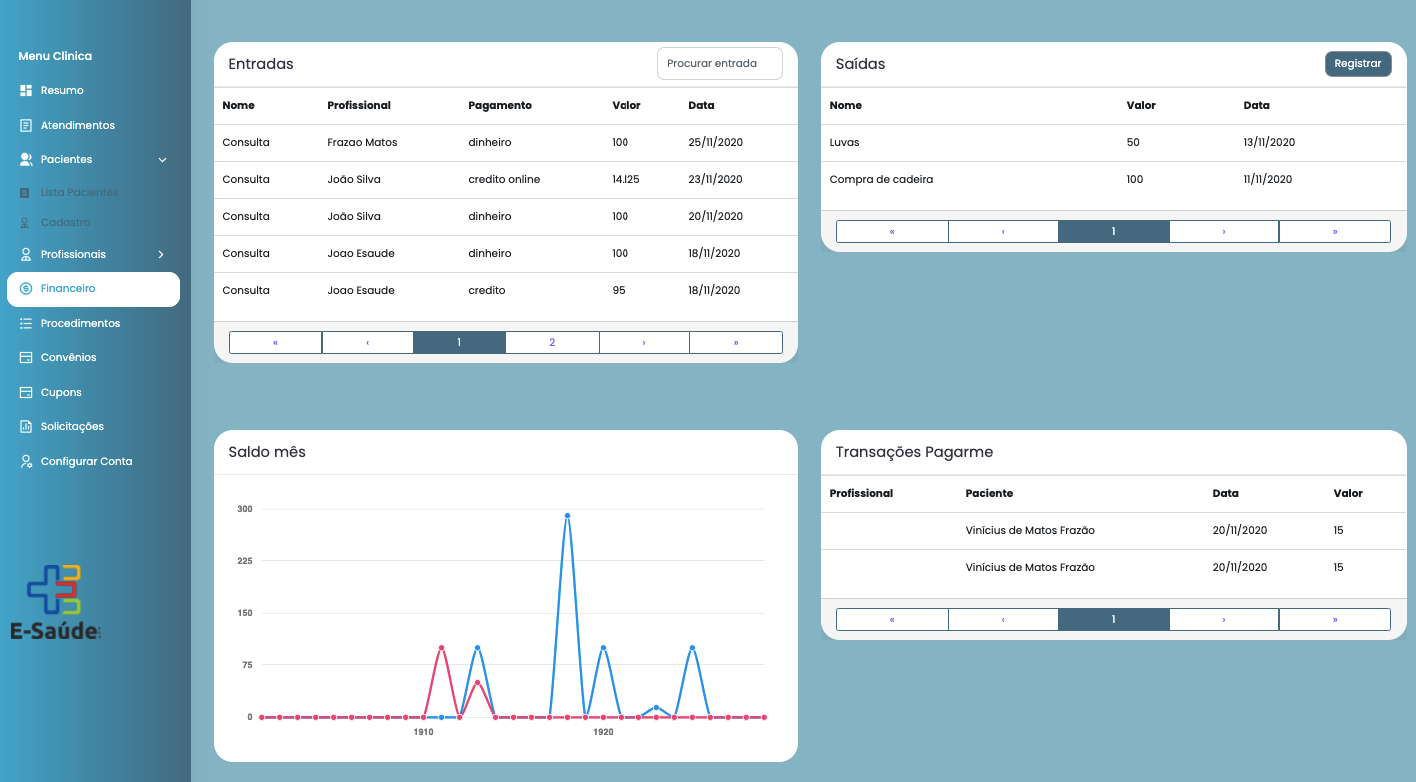 Menu Clinica
Resumo
Atendimentos
Pacientes
Lista Pacientes
Cadastro
Profissionais
Financeiro
Procedimentos
Convênios
Cupons
Solicitações
Configurar Conta
E-Saúde
Entradas
Procurar entrada
Nome Profissional Pagamento Valor Data
Consulta Frazao Matos dinheiro 100 25/11/2020
Consulta João Silva credito online 14.125 23/11/2020
Consulta João Silva dinheiro 100 20/11/2020
Consulta Joao Esaude dinheiro 100 18/11/2020
Consulta Joao Esaude credito 95 18/11/2020
« ‹ 1 2 › »
Saídas
Registrar
Nome Valor Data
Luvas 50 13/11/2020
Compra de cadeira 100 11/11/2020
« ‹ 1 › »
Saldo mês
300
225
150
75
0
1910 1920
Transações Pagarme
Profissional Paciente Data Valor
Vinícius de Matos Frazão 20/11/2020 15
Vinícius de Matos Frazão 20/11/2020 15
« ‹ 1 › »